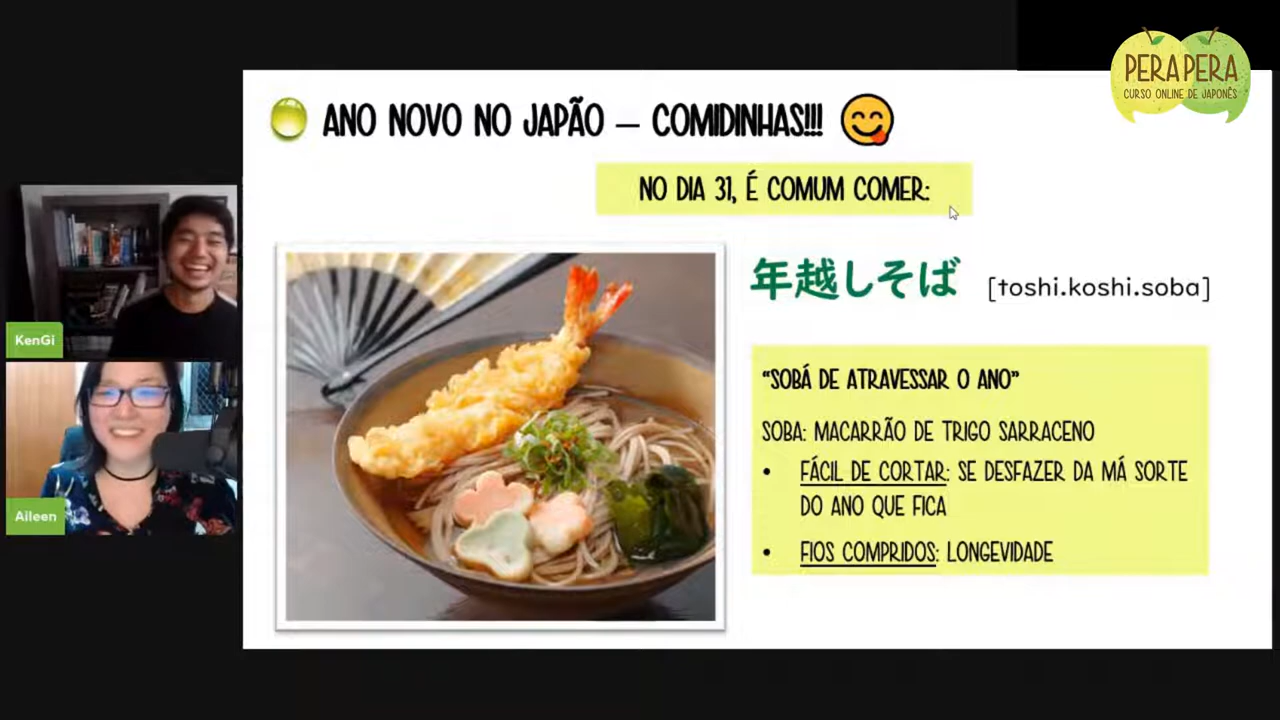 PERA PERA
CURSO ONLINE DE JAPONÊS
ANO NOVO NO JAPÃO – COMIDINHAS!!!
NO DIA 31, É COMUM COMER:
年越しそば [toshi.koshi.soba]
“SOBÁ DE ATRAVESSAR O ANO”
SOBA: MACARRÃO DE TRIGO SARRACENO
• FÁCIL DE CORTAR: SE DESFAZER DA MÁ SORTE
DO ANO QUE FICA
• FIOS COMPRIDOS: LONGEVIDADE
KenGi
Aileen